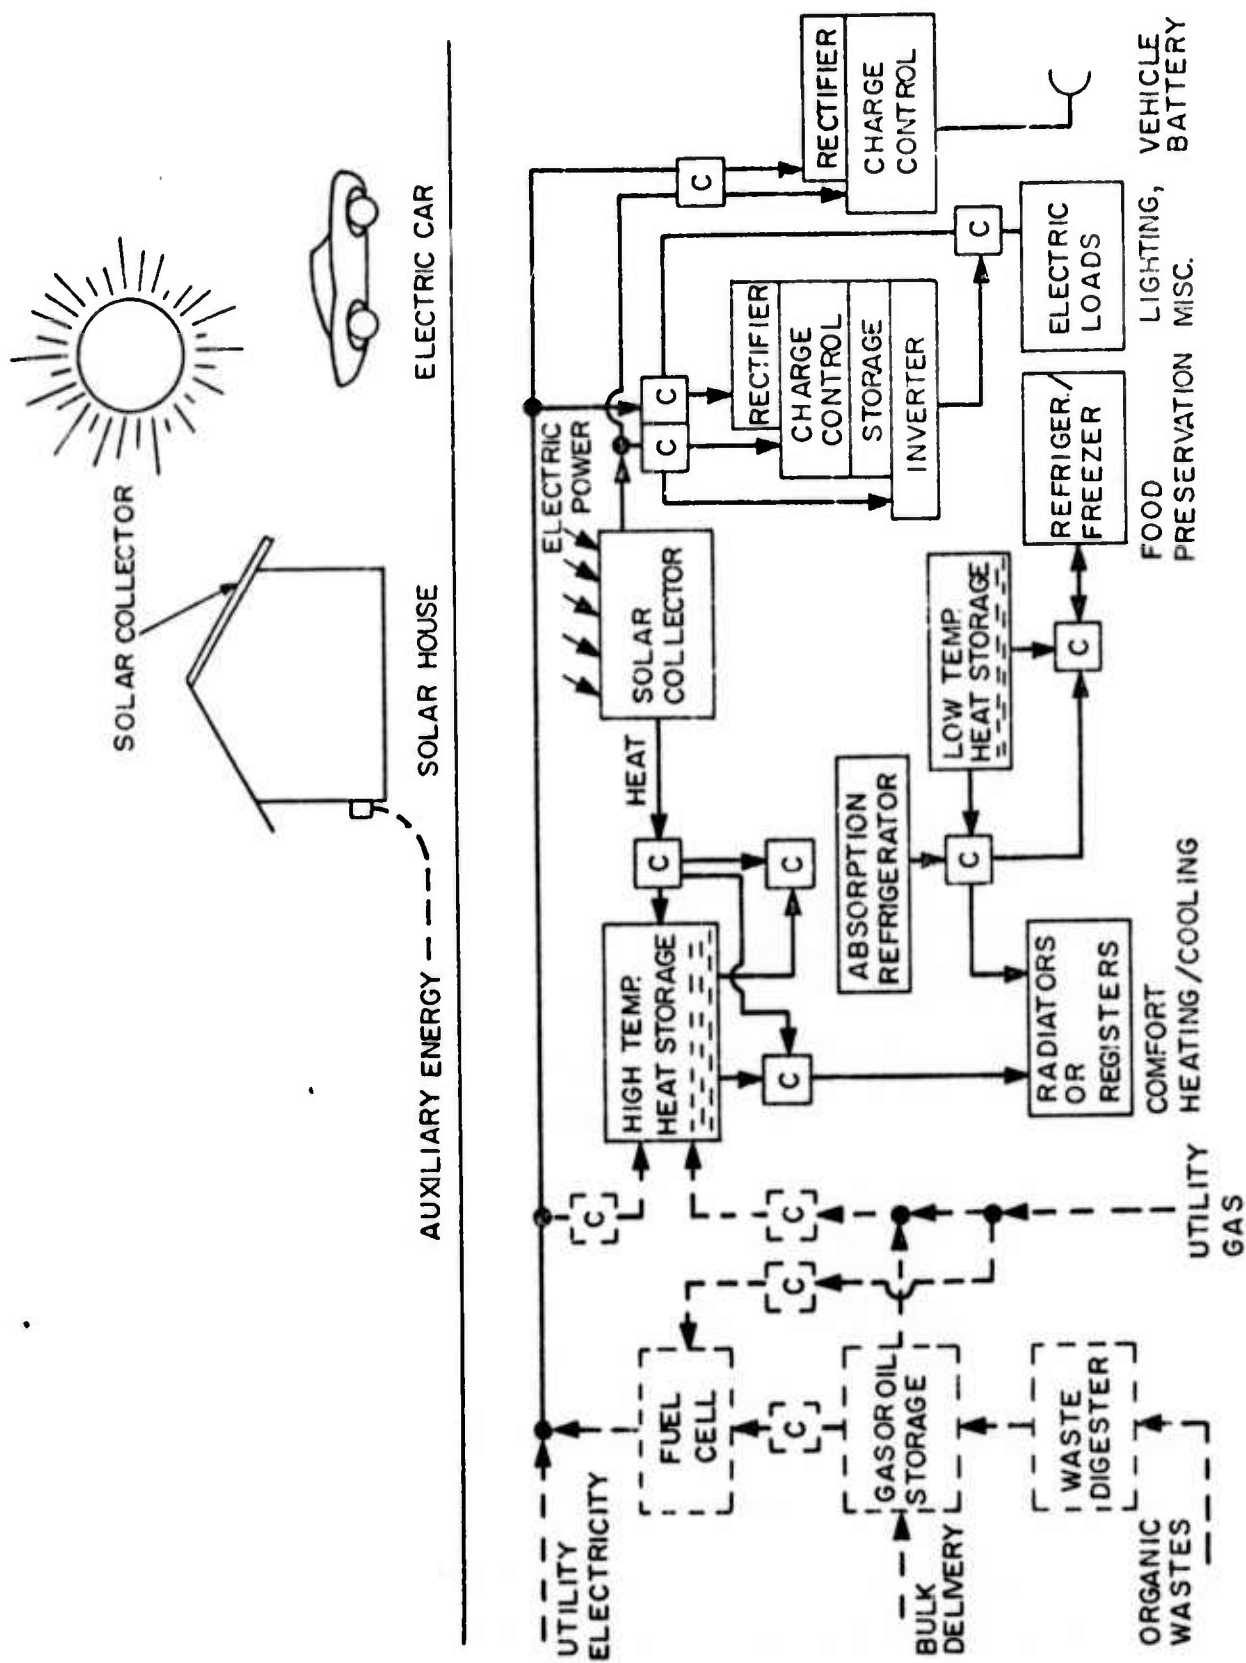 SOLAR COLLECTOR
AUXILIARY ENERGY
SOLAR HOUSE
ELECTRIC CAR
UTILITY
ELECTRICITY
C
HIGH TEMP.
HEAT STORAGE
HEAT
C
SOLAR
COLLECTOR
ELECTRIC
POWER
C
C
C
RECTIFIER
CHARGE
CONTROL
FUEL
CELL
C
C
C
C
C
RECTIFIER
CHARGE
CONTROL
STORAGE
INVERTER
C
BULK
DELIVERY
GAS OR OIL
STORAGE
ABSORPTION
REFRIGERATOR
C
LOW TEMP.
HEAT STORAGE
C
C
WASTE
DIGESTER
RADIATORS
OR
REGISTERS
REFRIGER./
FREEZER
ELECTRIC
LOADS
ORGANIC
WASTES
UTILITY
GAS
COMFORT
HEATING/COOLING
FOOD
PRESERVATION
LIGHTING,
MISC.
VEHICLE
BATTERY